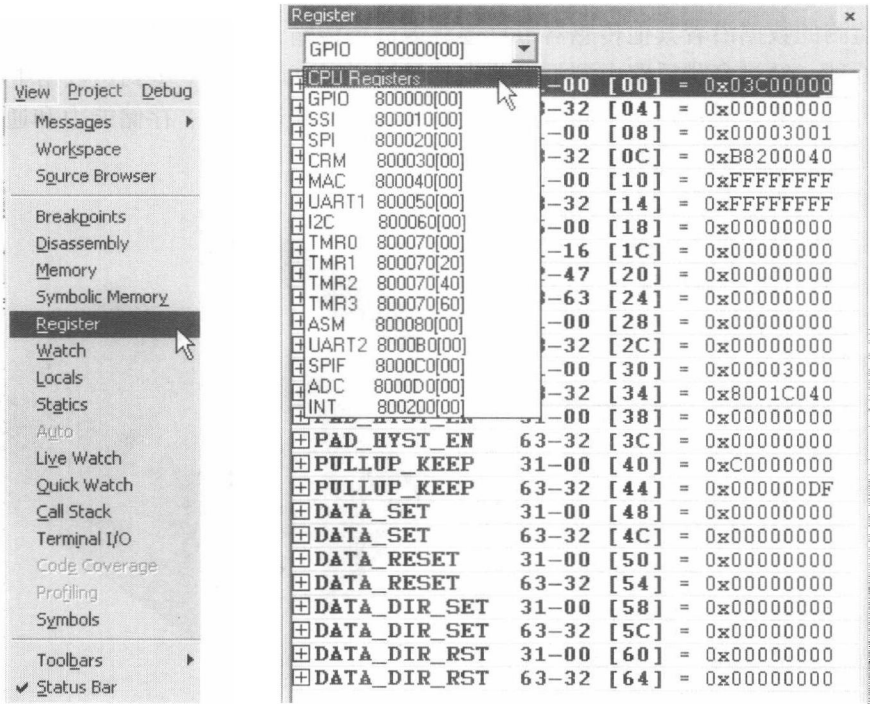 View Project Debug
Messages
Workspace
Source Browser
Breakpoints
Disassembly
Memory
Symbolic Memory
Register
Watch
Locals
Statics
Auto
Live Watch
Quick Watch
Call Stack
Terminal I/O
Code Coverage
Profiling
Symbols
Toolbars
Status Bar
Register
GPIO 800000[00]
CPU Registers
GPIO 800000[00]
SSI 800010[00]
SPI 800020[00]
CRM 800030[00]
MAC 800040[00]
UART1 800050[00]
I2C 800060[00]
TMR0 800070[00]
TMR1 800070[20]
TMR2 800070[40]
TMR3 800070[60]
ASM 800080[00]
UART2 8000B0[00]
SPIF 8000C0[00]
ADC 8000D0[00]
INT 800200[00]
-00 [00] = 0x03C00000
-32 [04] = 0x00000000
-00 [08] = 0x00003001
-32 [0C] = 0xB8200040
-00 [10] = 0xFFFFFFFF
-32 [14] = 0xFFFFFFFF
-00 [18] = 0x00000000
-16 [1C] = 0x00000000
-47 [20] = 0x00000000
-63 [24] = 0x00000000
-00 [28] = 0x00000000
-32 [2C] = 0x00000000
-00 [30] = 0x00003000
-32 [34] = 0x8001C040
PAD_HYST_EN 31-00 [38] = 0x00000000
PAD_HYST_EN 63-32 [3C] = 0x00000000
PULLUP_KEEP 31-00 [40] = 0xC0000000
PULLUP_KEEP 63-32 [44] = 0x000000DF
DATA_SET 31-00 [48] = 0x00000000
DATA_SET 63-32 [4C] = 0x00000000
DATA_RESET 31-00 [50] = 0x00000000
DATA_RESET 63-32 [54] = 0x00000000
DATA_DIR_SET 31-00 [58] = 0x00000000
DATA_DIR_SET 63-32 [5C] = 0x00000000
DATA_DIR_RST 31-00 [60] = 0x00000000
DATA_DIR_RST 63-32 [64] = 0x00000000